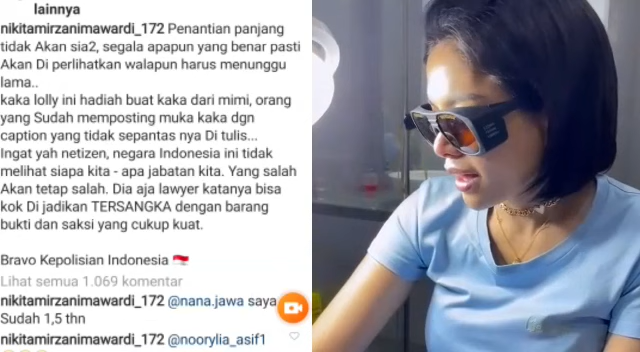 lainnya
nikitamirzanimawardi_172 Penantian panjang
tidak Akan sia2, segala apapun yang benar pasti
Akan Di perlihatkan walapun harus menunggu
lama..
kaka lolly ini hadiah buat kaka dari mimi, orang
yang Sudah memposting muka kaka dgn
caption yang tidak sepantas nya Di tulis...
Ingat yah netizen, negara Indonesia ini tidak
melihat siapa kita - apa jabatan kita. Yang salah
Akan tetap salah. Dia aja lawyer katanya bisa
kok Di jadikan TERSANGKA dengan barang
bukti dan saksi yang cukup kuat.
Bravo Kepolisian Indonesia 🇮🇩
Lihat semua 1.069 komentar
nikitamirzanimawardi_172 @nana.jawa saya
Sudah 1,5 thn
nikitamirzanimawardi_172 @noorylia_asif1